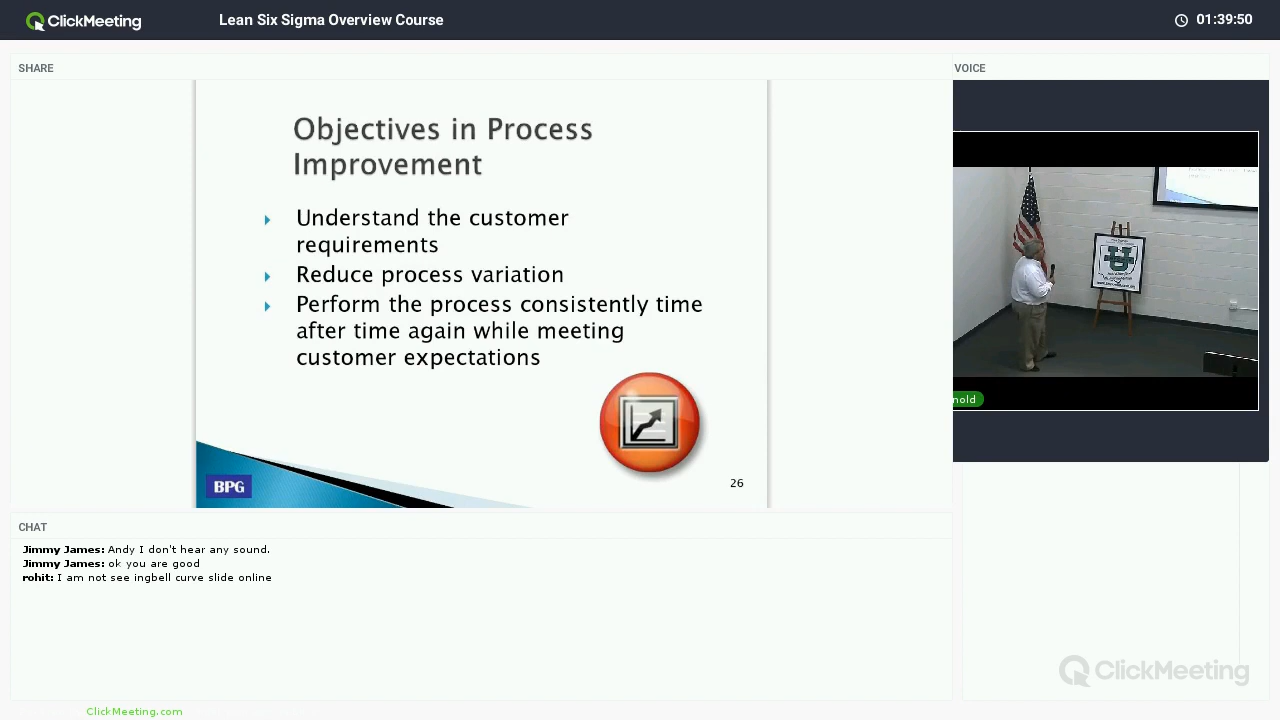 ClickMeeting
Lean Six Sigma Overview Course
01:39:50
SHARE
VOICE
Objectives in Process
Improvement
Understand the customer
requirements
Reduce process variation
Perform the process consistently time
after time again while meeting
customer expectations
BPG
26
nold
CHAT
Jimmy James: Andy I don't hear any sound.
Jimmy James: ok you are good
rohit: I am not see ingbell curve slide online
ClickMeeting
ClickMeeting.com